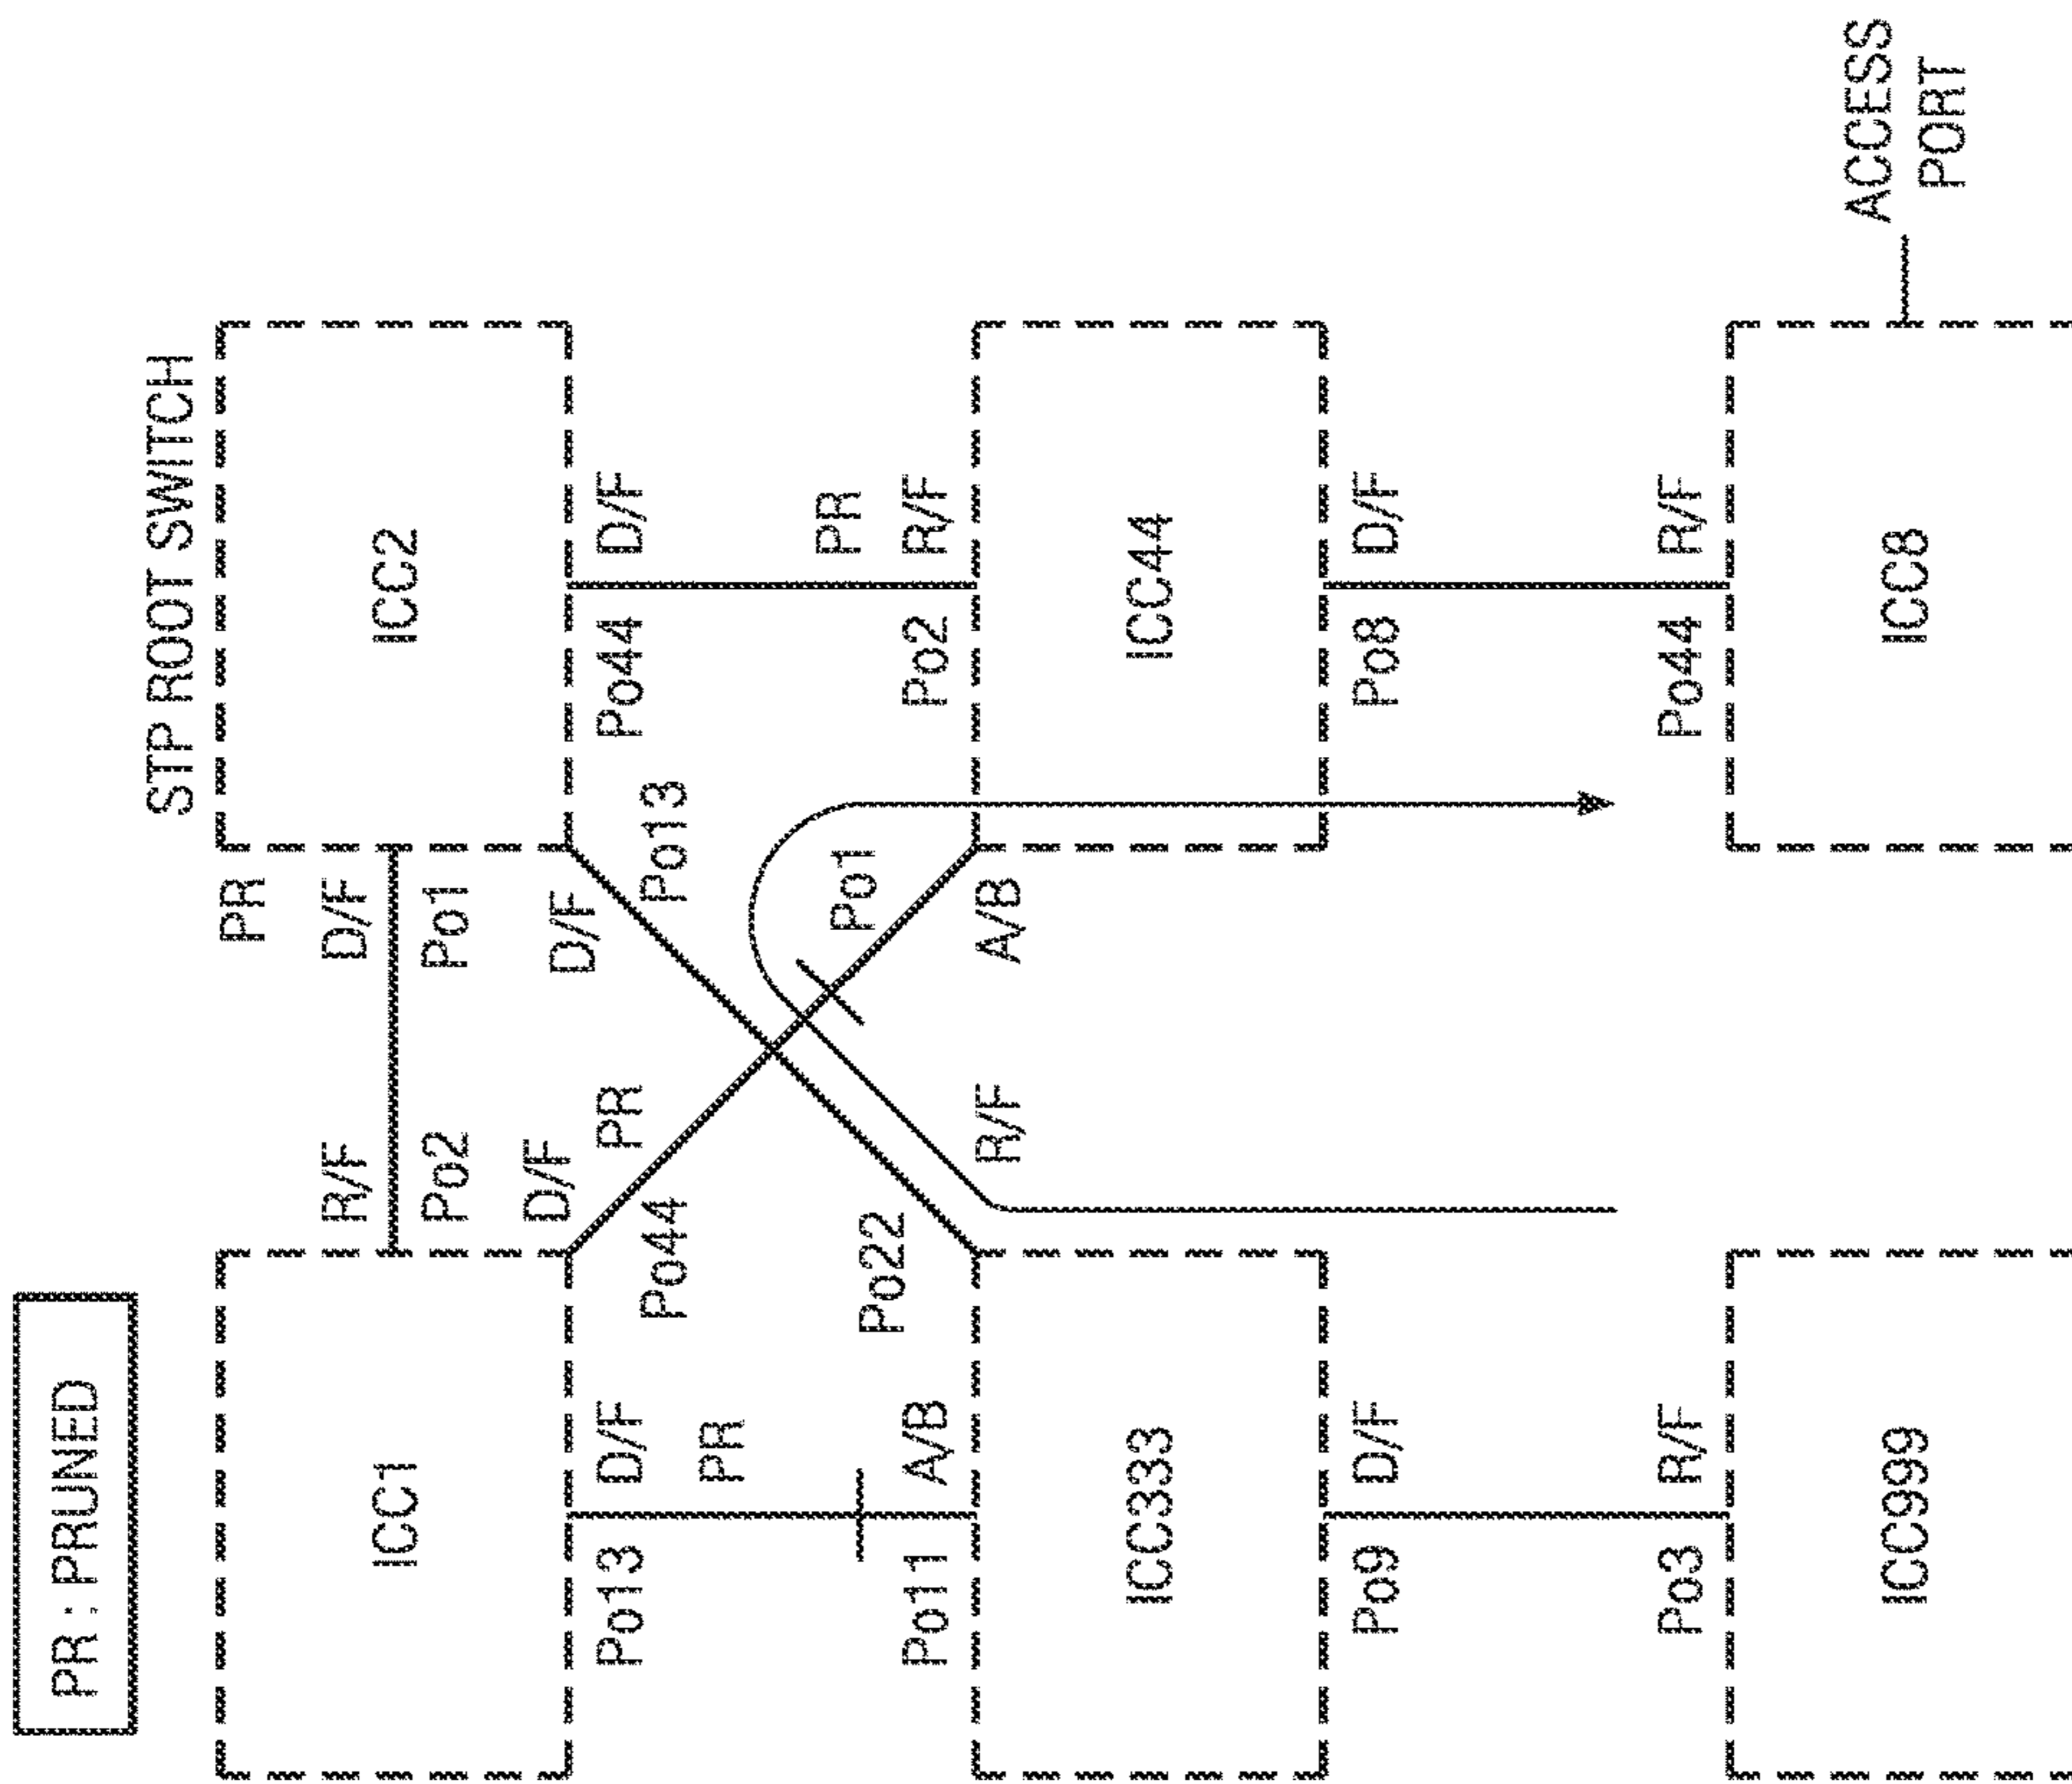 PR : PRUNED
STP ROOT SWITCH
PR
R/F
D/F
ICC1
ICC2
Po2
Po1
D/F
D/F
Po13
D/F
PR
Po44
D/F
Po44
Po13
PR
PR
Po1
Po22
Po11
A/B
Po2
R/F
R/F
A/B
ICC333
ICC44
Po9
D/F
Po8
D/F
Po3
R/F
Po44
R/F
ICC999
ICC8
ACCESS
PORT